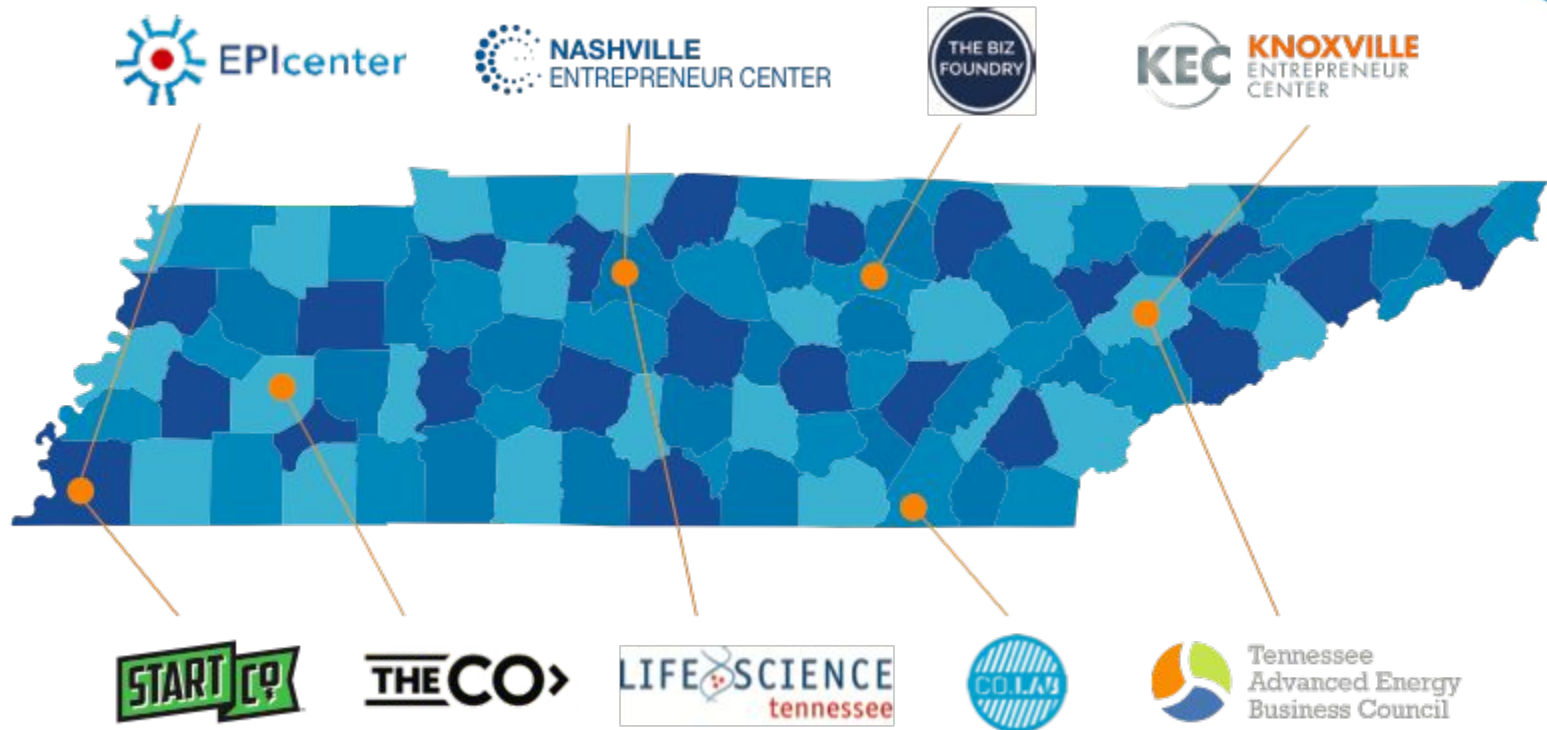 EPIcenter
NASHVILLE
ENTREPRENEUR CENTER
THE BIZ
FOUNDRY
KEC
KNOXVILLE
ENTREPRENEUR
CENTER
START CO
THE CO>
LIFE SCIENCE
tennessee
CO.LAB
Tennessee
Advanced Energy
Business Council